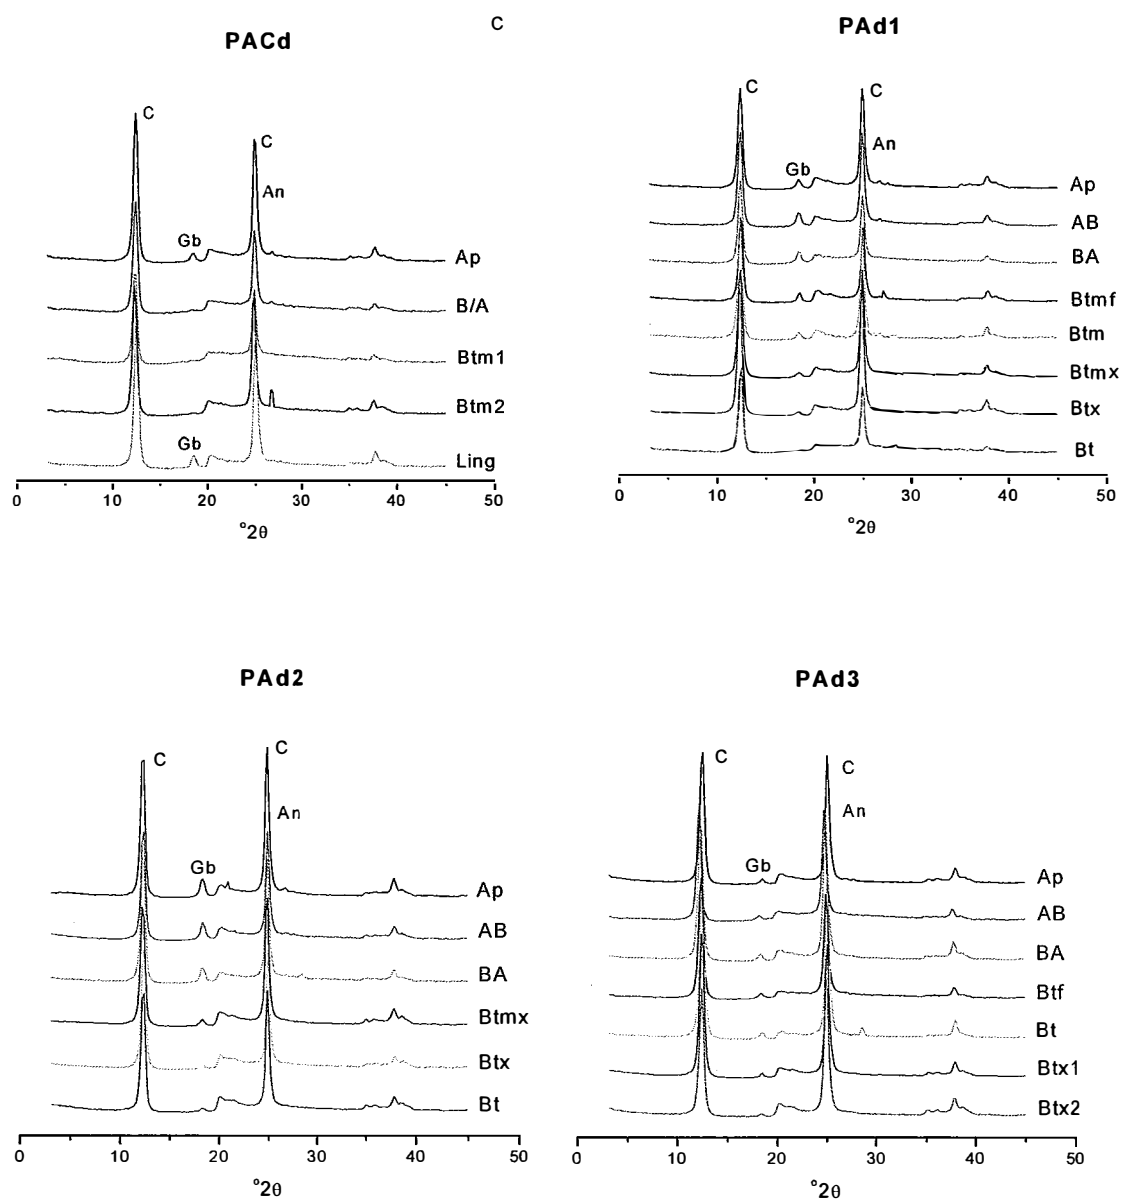 C
PACd
C
C
An
Gb
Ap
B/A
Btm1
Btm2
Gb
Ling
0 10 20 30 40 50
°2θ
PAd1
C
C
An
Gb
Ap
AB
BA
Btmf
Btm
Btmx
Btx
Bt
0 10 20 30 40 50
°2θ
PAd2
C
C
An
Gb
Ap
AB
BA
Btmx
Btx
Bt
0 10 20 30 40 50
°2θ
PAd3
C
C
An
Gb
Ap
AB
BA
Btf
Bt
Btx1
Btx2
0 10 20 30 40 50
°2θ